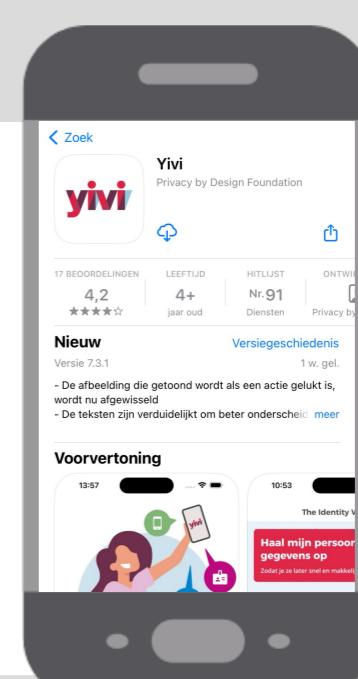 Zoek
yivi
Yivi
Privacy by Design Foundation
17 BEOORDELINGEN
4,2
★★★★☆
LEEFTIJD
4+
jaar oud
HITLIJST
Nr.91
Diensten
ONTWI
Privacy by
Nieuw
Versiegeschiedenis
Versie 7.3.1
1 w. gel.
- De afbeelding die getoond wordt als een actie gelukt is,
wordt nu afgewisseld
- De teksten zijn verduidelijkt om beter onderscheid meer
Voorvertoning
13:57
yivi
10:53
The Identity W
Haal mijn persoor
gegevens op
Zodat je ze later snel en makkelij